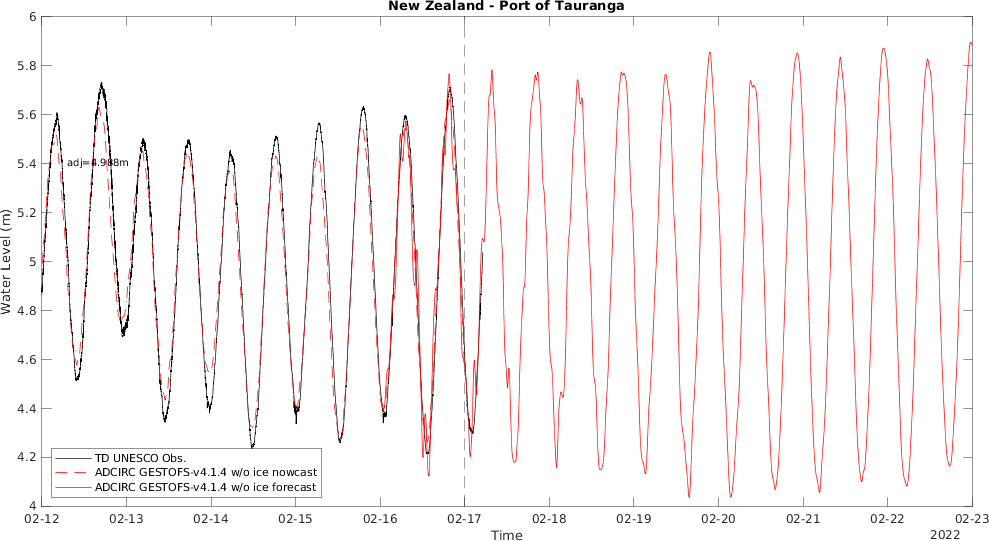 New Zealand - Port of Tauranga
6
5.8
5.6
5.4
5.2
5
4.8
4.6
4.4
4.2
4
Water Level (m)
adj=4.988m
TD UNESCO Obs.
ADCIRC GESTOFS-v4.1.4 w/o ice nowcast
ADCIRC GESTOFS-v4.1.4 w/o ice forecast
02-12 02-13 02-14 02-15 02-16 02-17 02-18 02-19 02-20 02-21 02-22 02-23
Time
2022